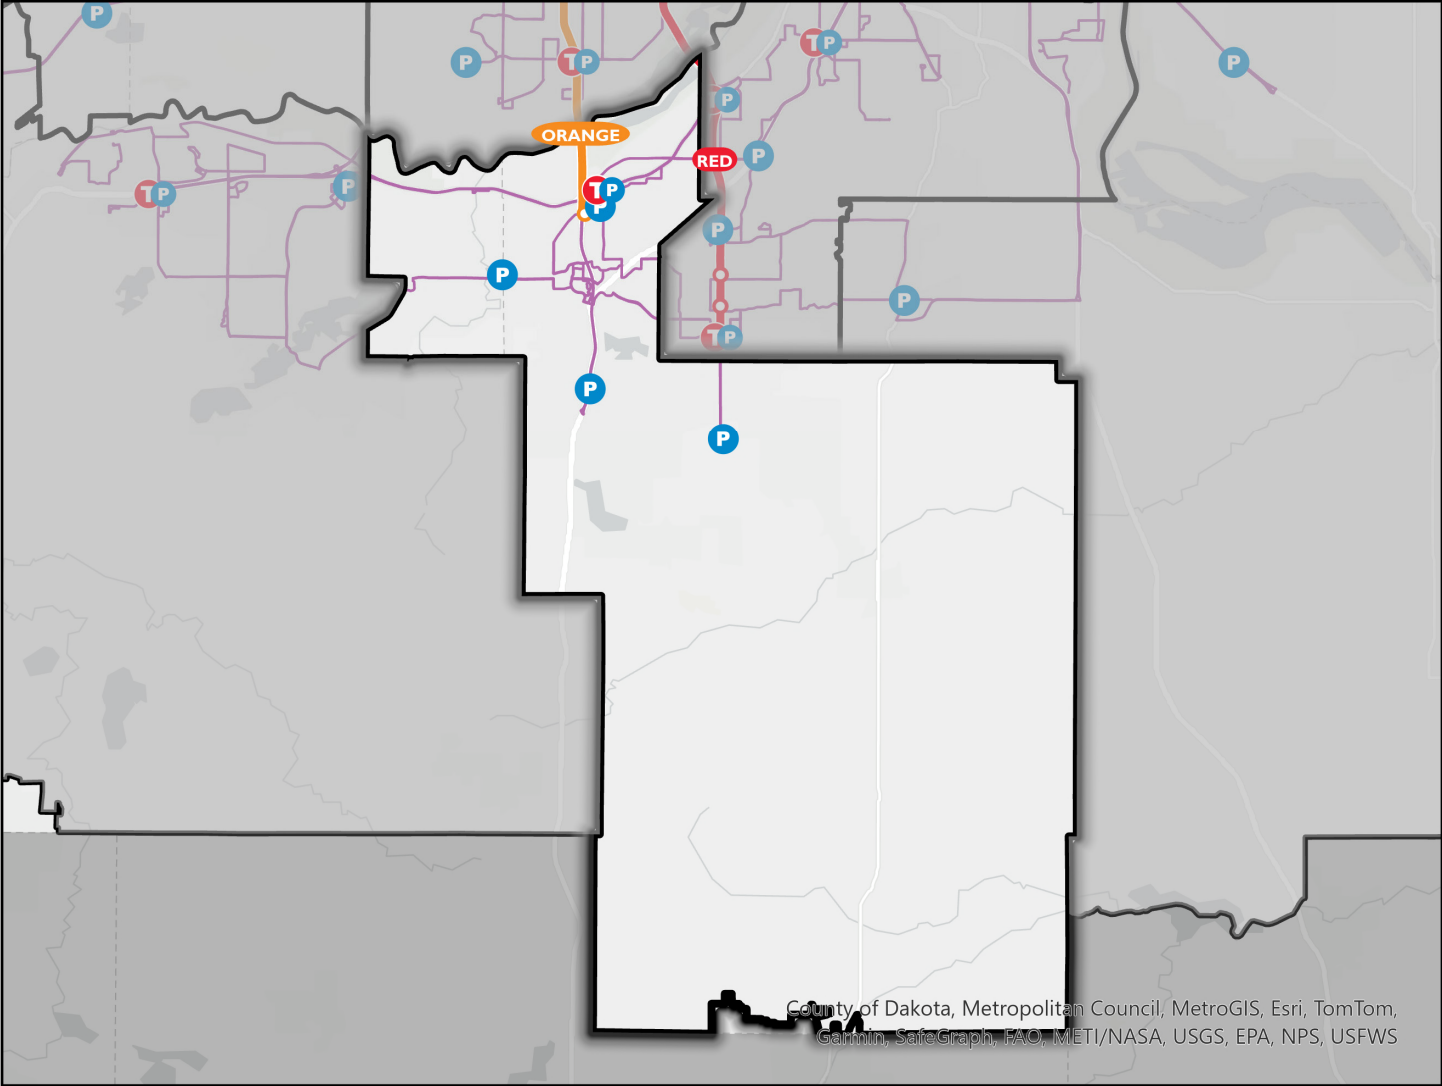 P
P
T P
T P
P
P
ORANGE
P
RED
T P
P
T P
P
P
P
P
T P
P
P
County of Dakota, Metropolitan Council, MetroGIS, Esri, TomTom,
Garmin, SafeGraph, FAO, METI/NASA, USGS, EPA, NPS, USFWS